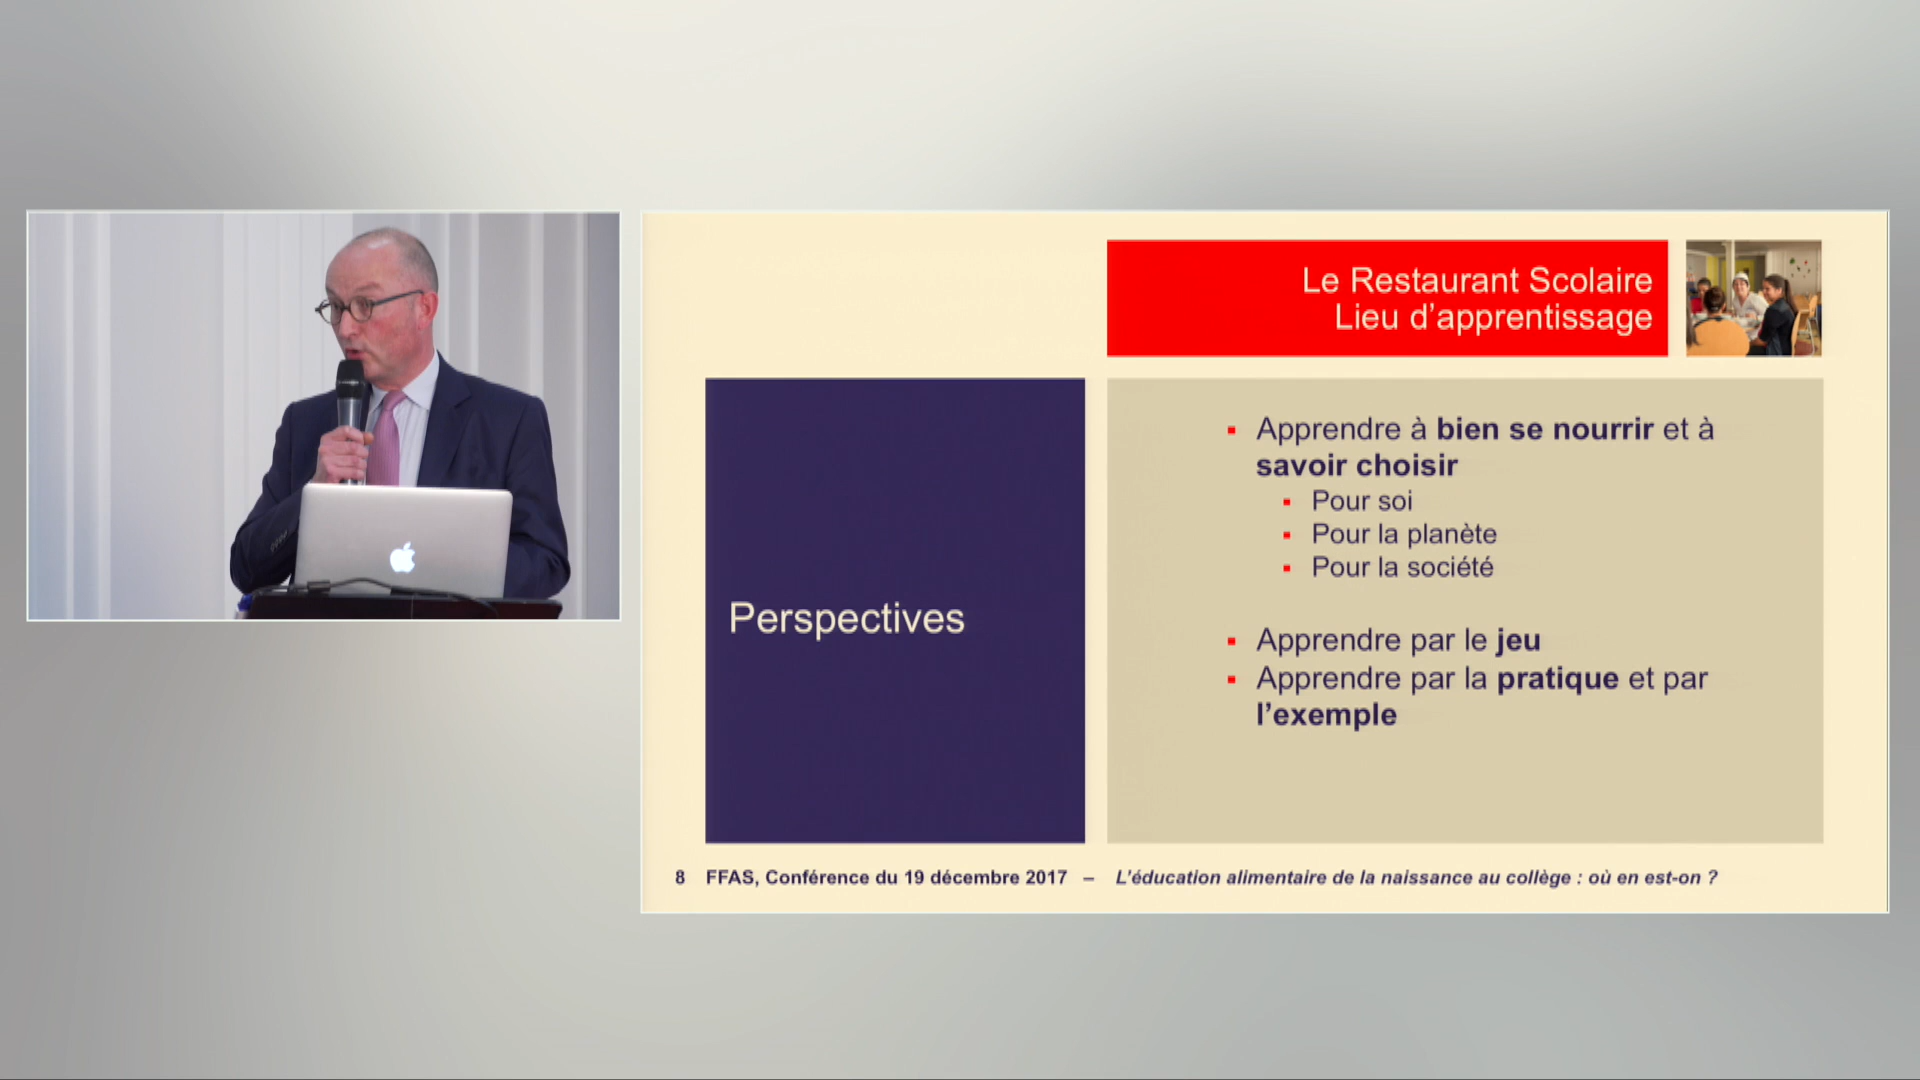 Le Restaurant Scolaire
Lieu d’apprentissage
Perspectives
▪ Apprendre à bien se nourrir et à
savoir choisir
▪ Pour soi
▪ Pour la planète
▪ Pour la société
▪ Apprendre par le jeu
▪ Apprendre par la pratique et par
l’exemple
8 FFAS, Conférence du 19 décembre 2017 – L’éducation alimentaire de la naissance au collège : où en est-on ?